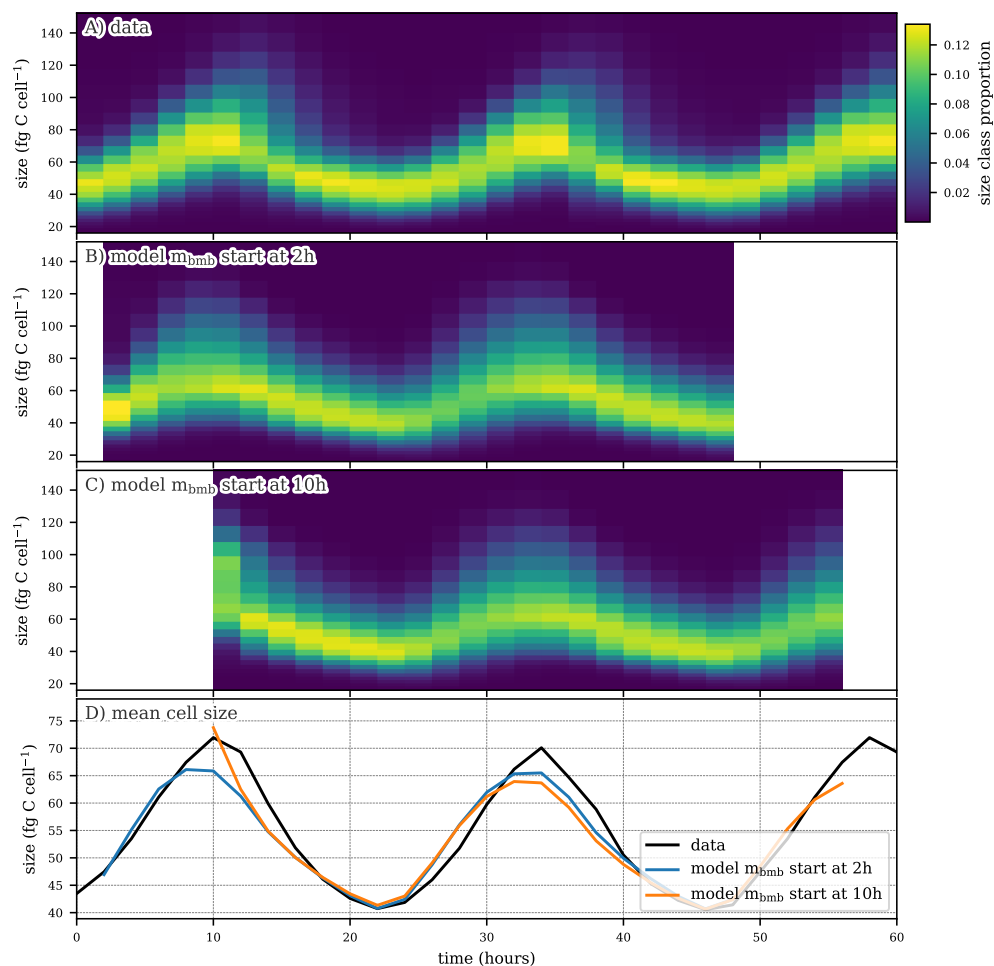 A) data
140
120
100
80
60
40
20
size (fg C cell⁻¹)
0.12
0.10
0.08
0.06
0.04
0.02
size class proportion
B) model m_bmb start at 2h
140
120
100
80
60
40
20
size (fg C cell⁻¹)
C) model m_bmb start at 10h
140
120
100
80
60
40
20
size (fg C cell⁻¹)
D) mean cell size
75
70
65
60
55
50
45
40
size (fg C cell⁻¹)
data
model m_bmb start at 2h
model m_bmb start at 10h
0 10 20 30 40 50 60
time (hours)